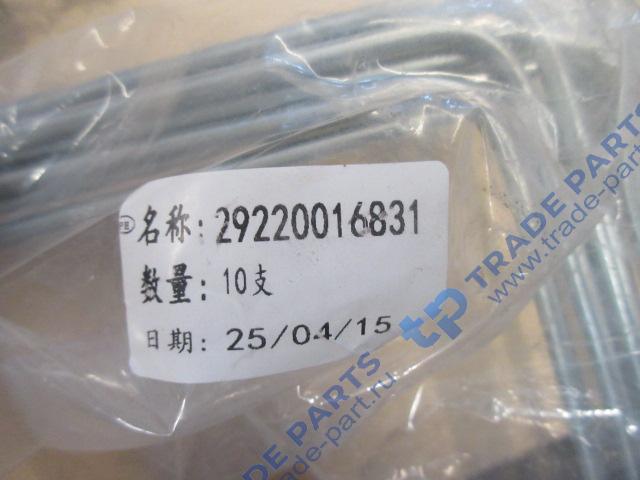 名称: 29220016831
数量: 10支
日期: 25/04/15
tp TRADE PARTS
www.trade-part.ru
TRADE PARTS
trade-part.ru